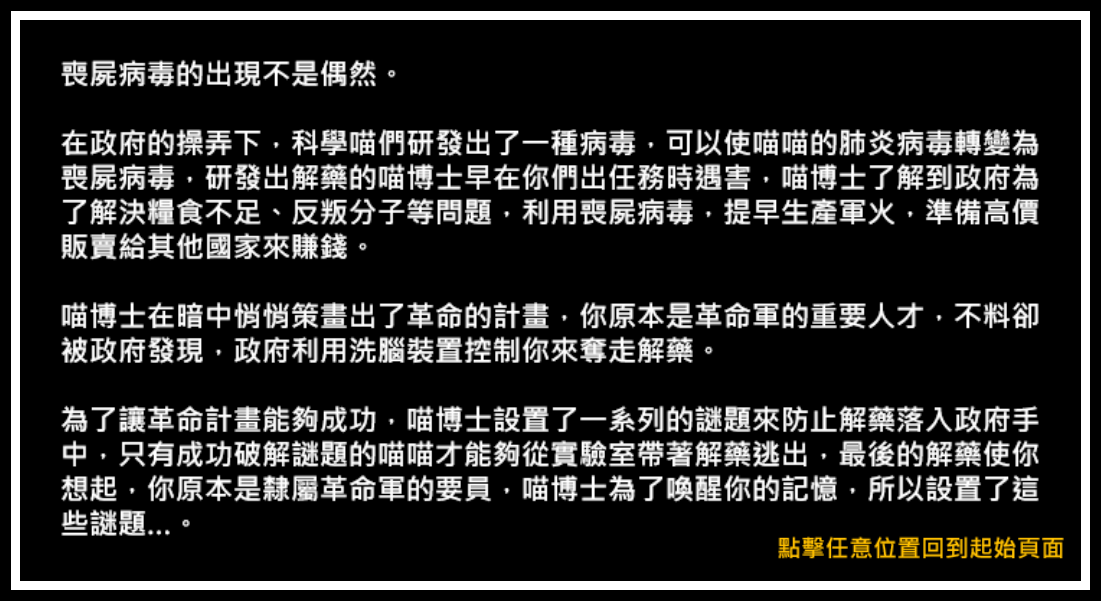 喪屍病毒的出現不是偶然。
在政府的操弄下，科學喵們研發出了一種病毒，可以使喵喵的肺炎病毒轉變為
喪屍病毒，研發出解藥的喵博士早在你們出任務時遇害，喵博士了解到政府為
了解決糧食不足、反叛分子等問題，利用喪屍病毒，提早生產軍火，準備高價
販賣給其他國家來賺錢。
喵博士在暗中悄悄策畫出了革命的計畫，你原本是革命軍的重要人才，不料卻
被政府發現，政府利用洗腦裝置控制你來奪走解藥。
為了讓革命計畫能夠成功，喵博士設置了一系列的謎題來防止解藥落入政府手
中，只有成功破解謎題的喵喵才能夠從實驗室帶著解藥逃出，最後的解藥使你
想起，你原本是隸屬革命軍的要員，喵博士為了喚醒你的記憶，所以設置了這
些謎題...。
點擊任意位置回到起始頁面